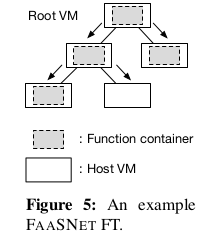 Root VM
: Function container
: Host VM
Figure 5: An example
FAASNET FT.